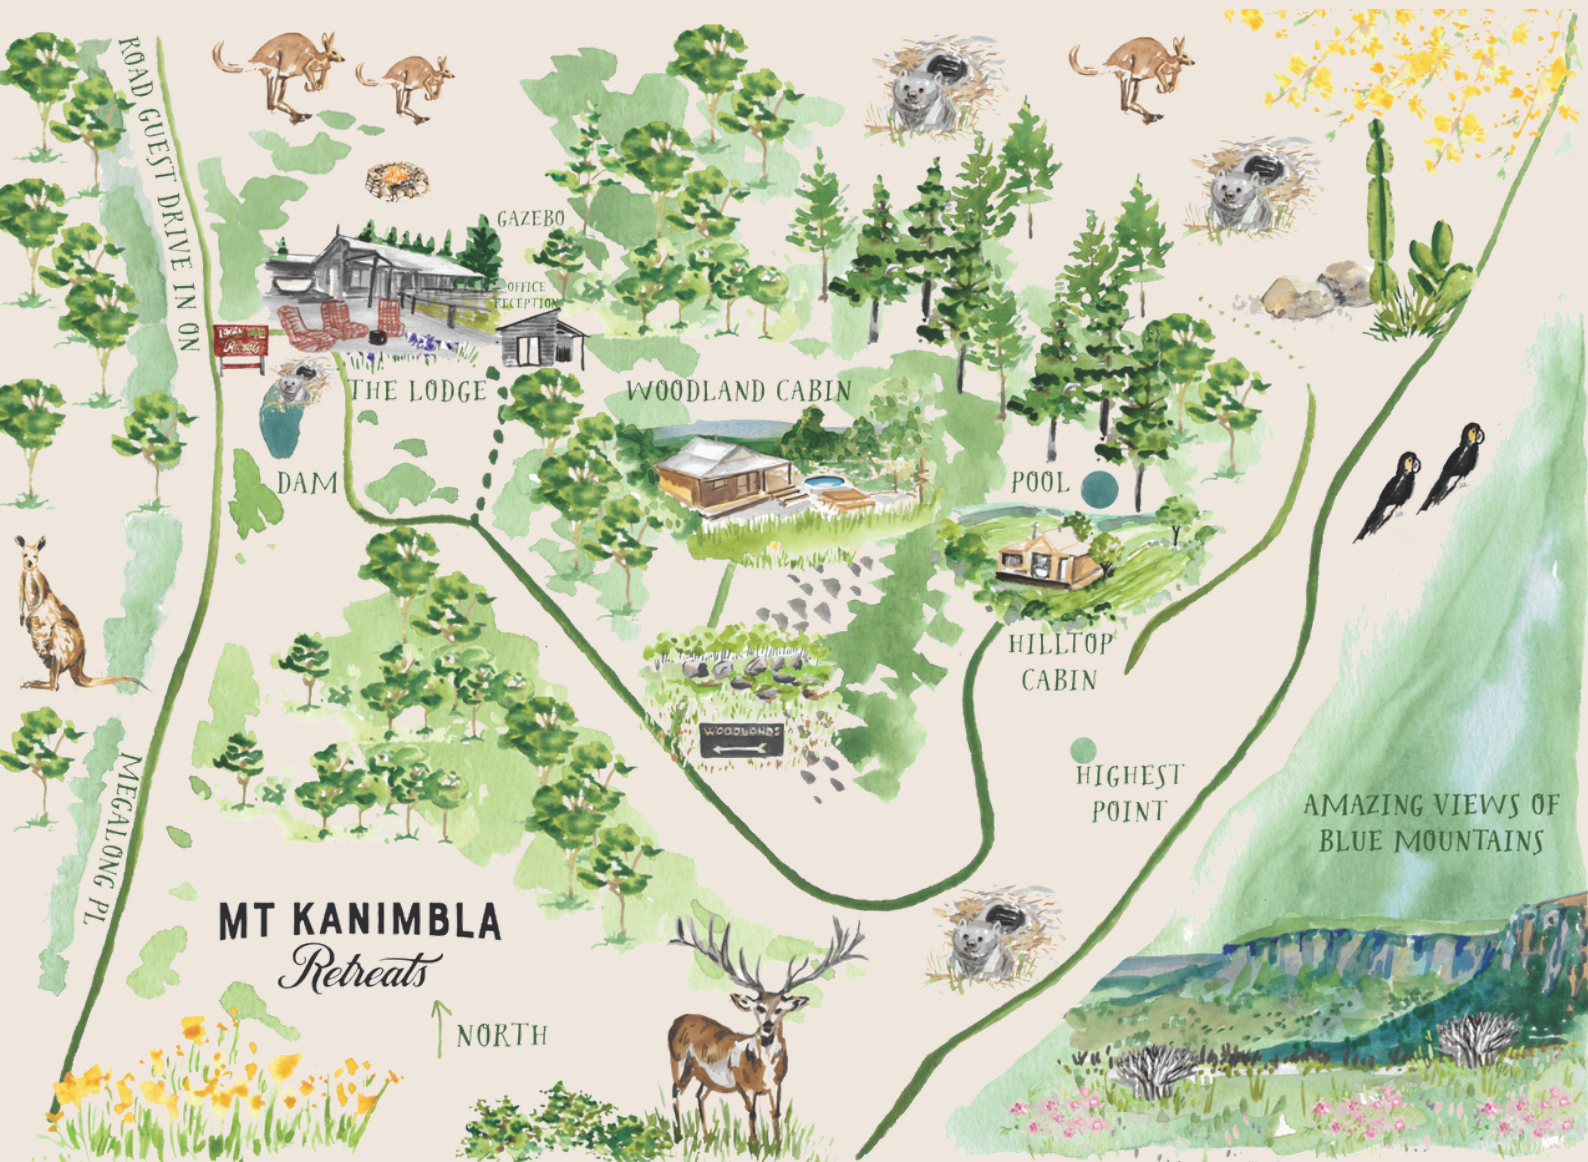 ROAD GUEST DRIVE IN ON
GAZEBO
OFFICE
RECEPTION
Retreats
THE LODGE
WOODLAND CABIN
DAM
POOL
HILLTOP
CABIN
WOODLANDS
HIGHEST
POINT
MEGALONG PL
AMAZING VIEWS OF
BLUE MOUNTAINS
MT KANIMBLA
Retreats
NORTH